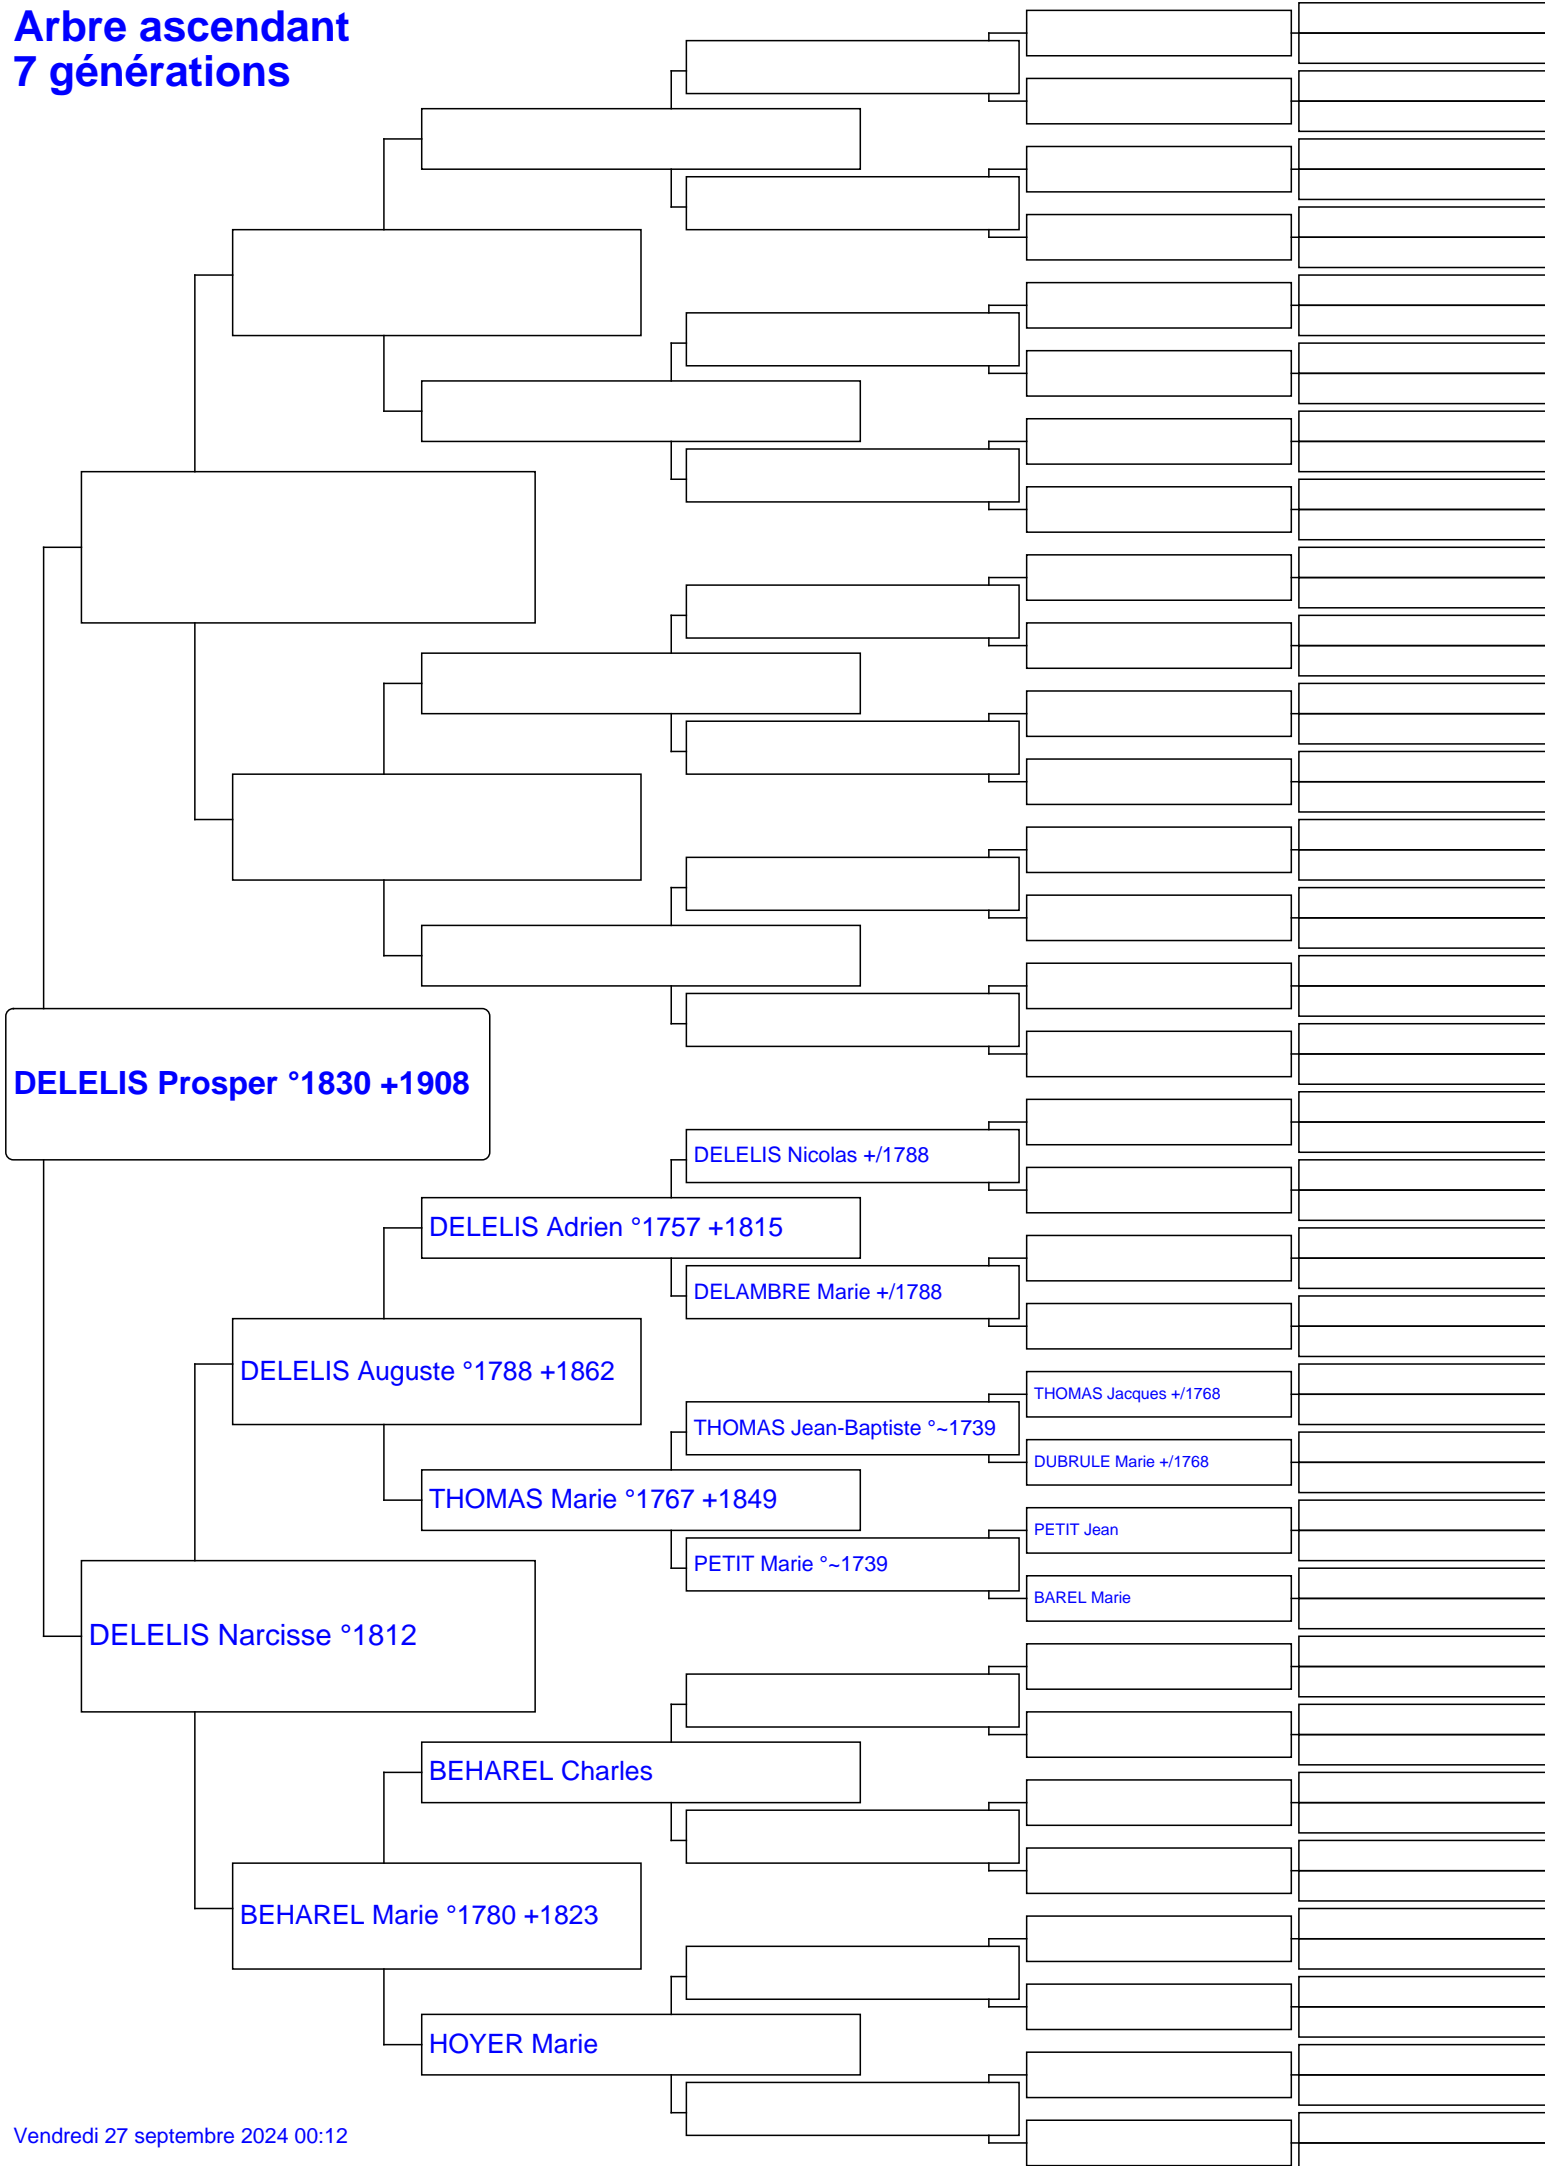 Arbre ascendant
7 générations
DELELIS Prosper °1830 +1908
DELELIS Nicolas +/1788
DELELIS Adrien °1757 +1815
DELAMBRE Marie +/1788
DELELIS Auguste °1788 +1862
THOMAS Jacques +/1768
THOMAS Jean-Baptiste °~1739
DUBRULE Marie +/1768
THOMAS Marie °1767 +1849
PETIT Jean
PETIT Marie °~1739
BAREL Marie
DELELIS Narcisse °1812
BEHAREL Charles
BEHAREL Marie °1780 +1823
HOYER Marie
Vendredi 27 septembre 2024 00:12